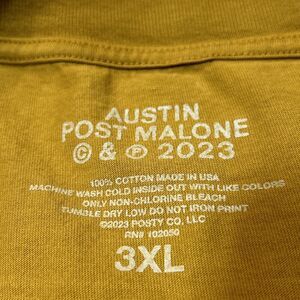 AUSTIN
POST MALONE
© & ℗ 2023
100% COTTON MADE IN USA
MACHINE WASH COLD INSIDE OUT WITH LIKE COLORS
ONLY NON-CHLORINE BLEACH
TUMBLE DRY LOW DO NOT IRON PRINT
©2023 POSTY CO, LLC
RN# 102050
3XL